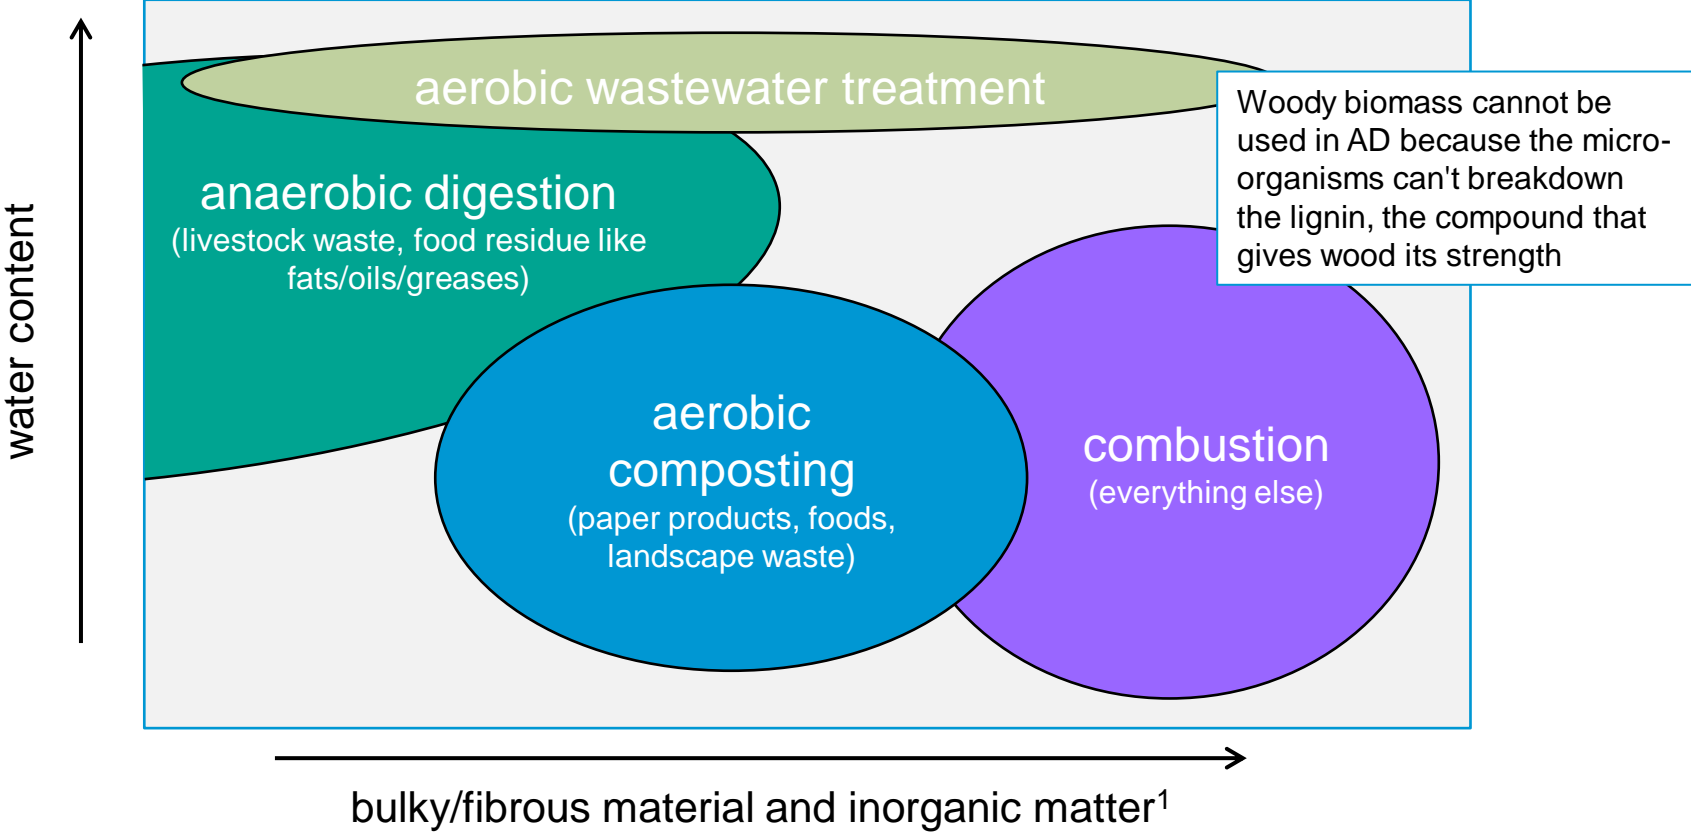 aerobic wastewater treatment
Woody biomass cannot be
used in AD because the micro-
organisms can't breakdown
the lignin, the compound that
gives wood its strength
anaerobic digestion
(livestock waste, food residue like
fats/oils/greases)
water content
aerobic
composting
(paper products, foods,
landscape waste)
combustion
(everything else)
bulky/fibrous material and inorganic matter¹